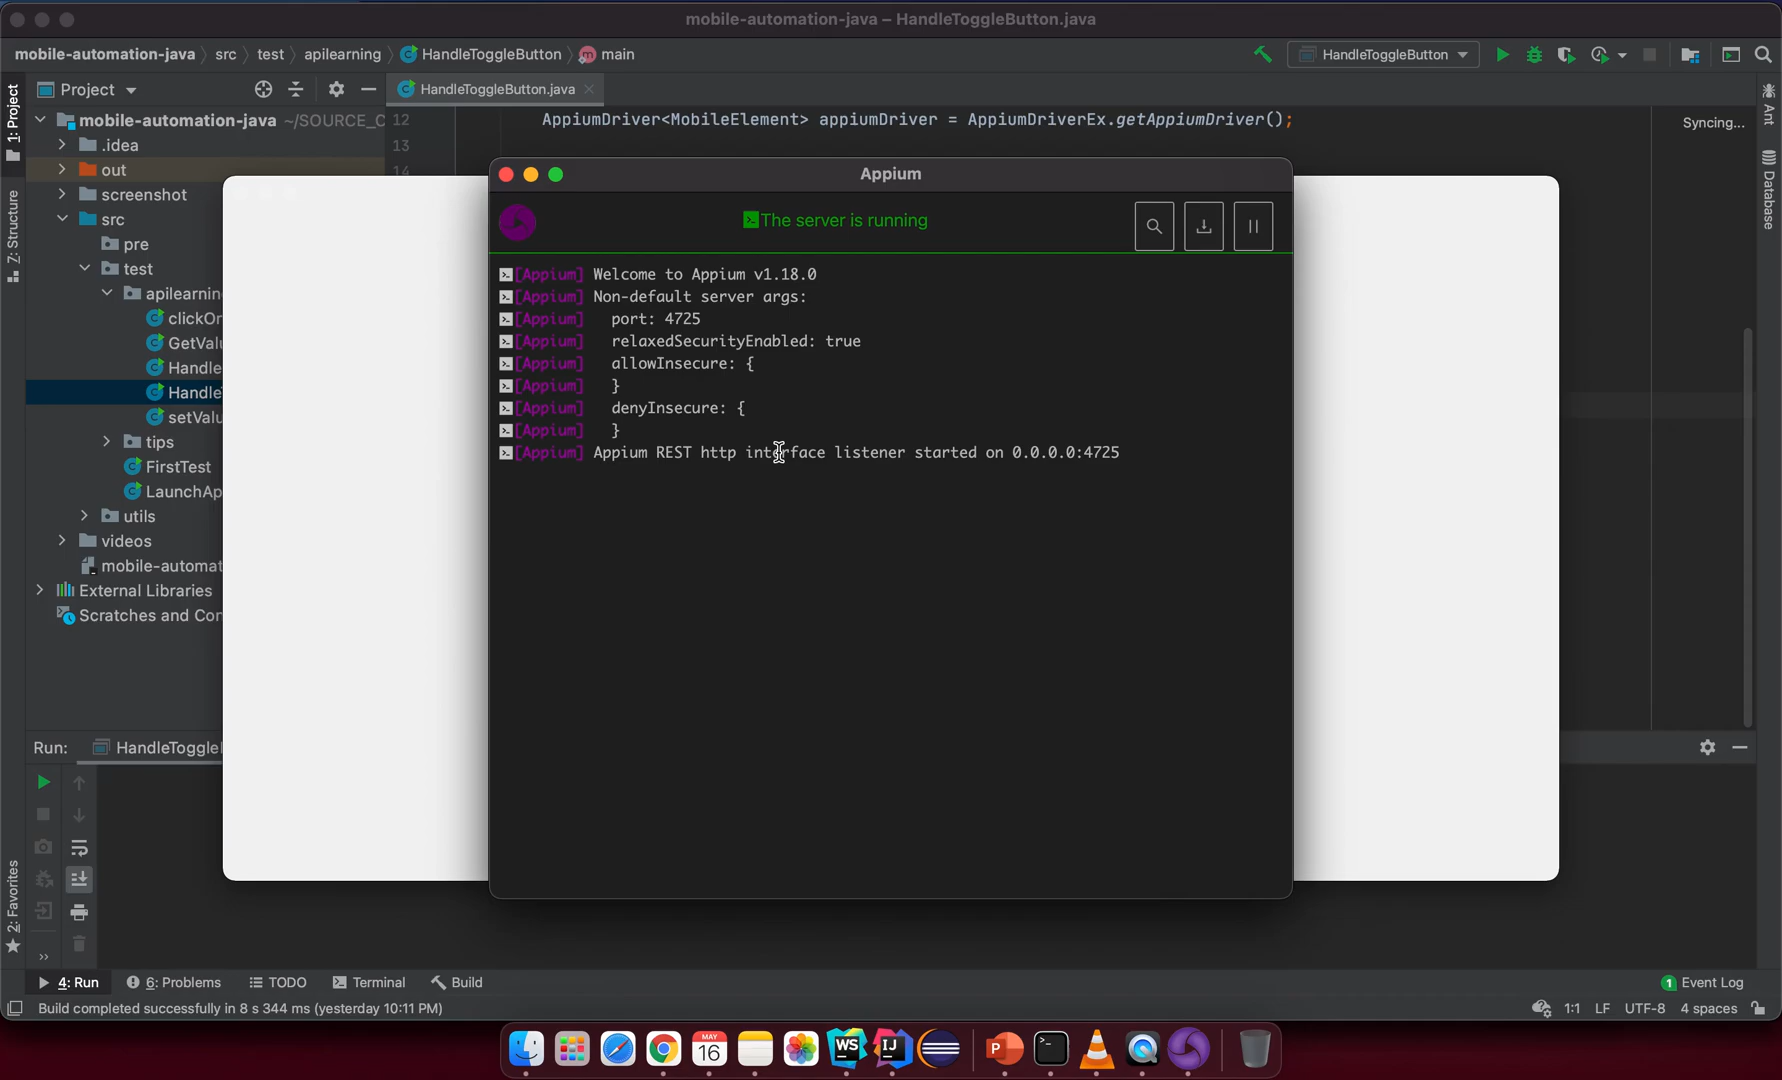 mobile-automation-java – HandleToggleButton.java
mobile-automation-java src test apilearning HandleToggleButton main
HandleToggleButton
Project
HandleToggleButton.java
1: Project
7: Structure
2: Favorites
Ant
Database
mobile-automation-java ~/SOURCE_C
.idea
out
screenshot
src
pre
test
apilearnin
clickOr
GetValu
Handle
Handle
setValu
tips
FirstTest
LaunchAp
utils
videos
mobile-automat
External Libraries
Scratches and Cor
12 AppiumDriver<MobileElement> appiumDriver = AppiumDriverEx.getAppiumDriver();
13
14
Syncing...
Appium
The server is running
[Appium] Welcome to Appium v1.18.0
[Appium] Non-default server args:
[Appium] port: 4725
[Appium] relaxedSecurityEnabled: true
[Appium] allowInsecure: {
[Appium] }
[Appium] denyInsecure: {
[Appium] }
[Appium] Appium REST http interface listener started on 0.0.0.0:4725
Run: HandleToggle
4: Run 6: Problems TODO Terminal Build
1 Event Log
Build completed successfully in 8 s 344 ms (yesterday 10:11 PM)
1:1 LF UTF-8 4 spaces
MAY
16
WS
IJ
P